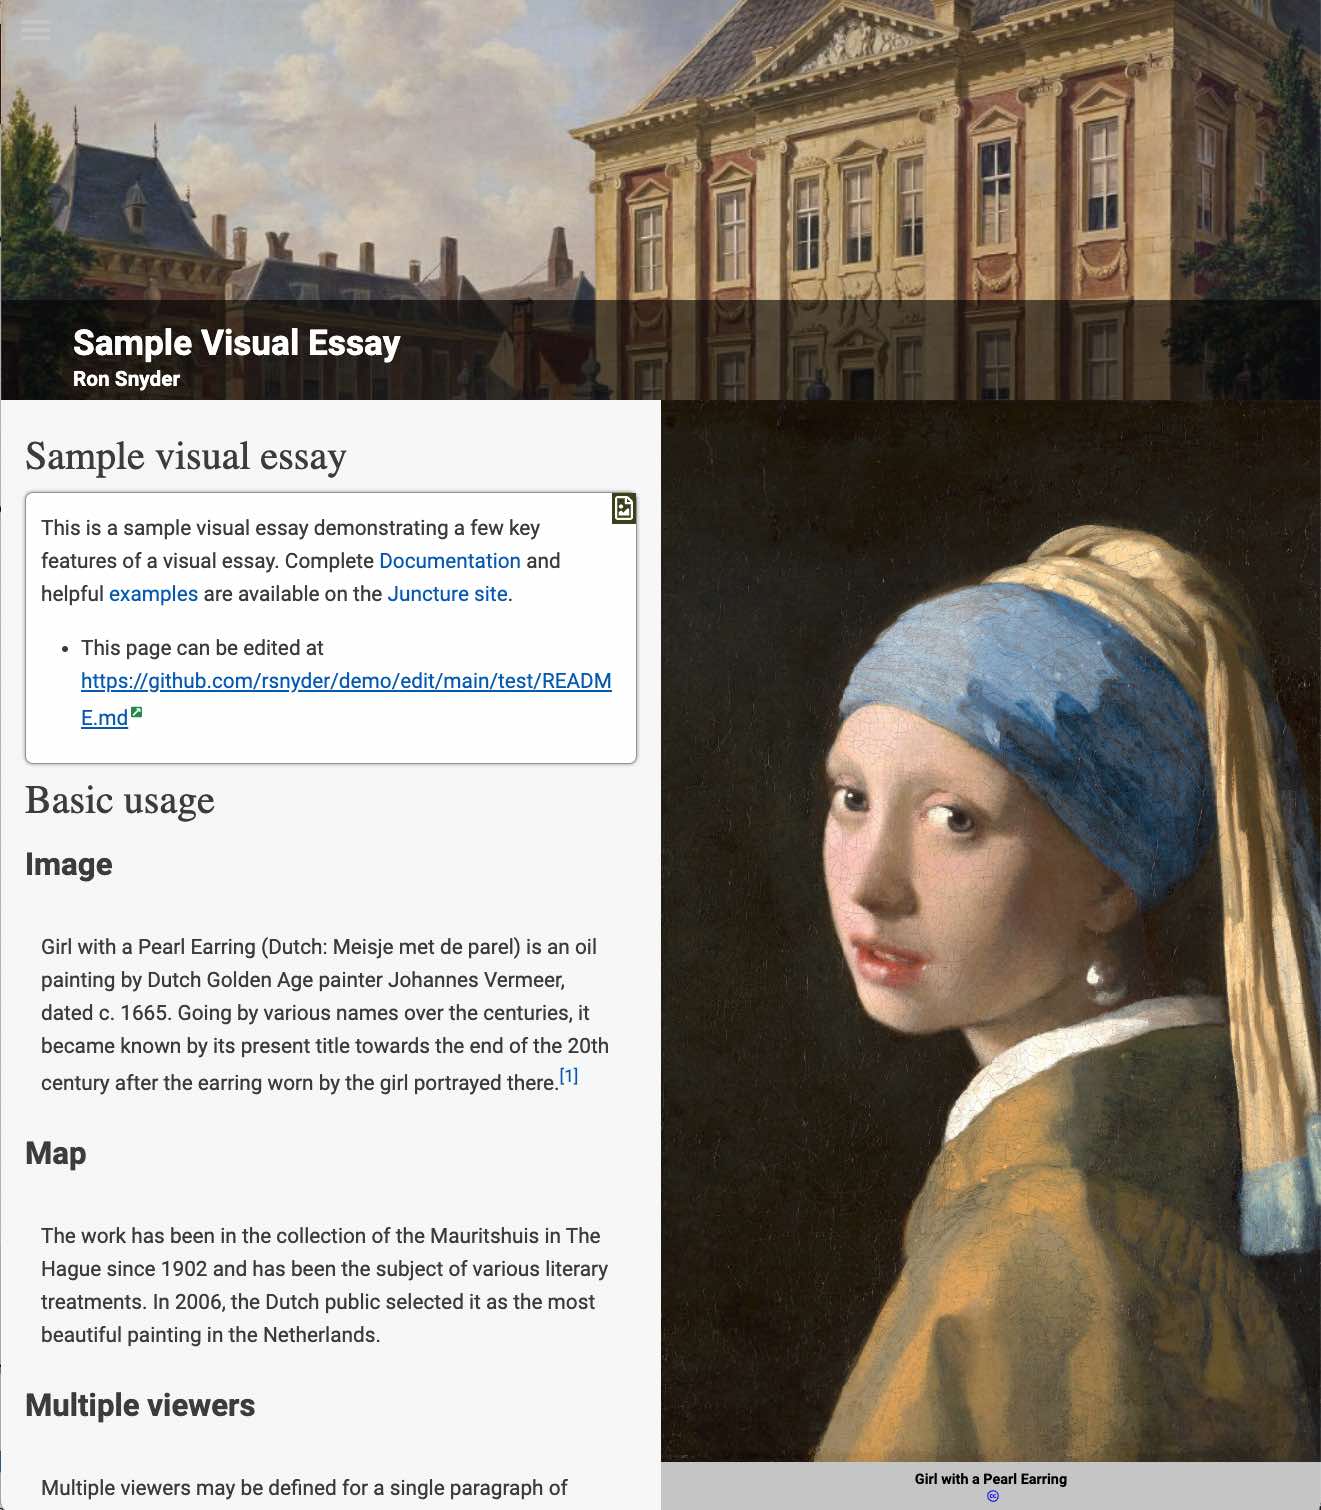 Sample Visual Essay
Ron Snyder
Sample visual essay
This is a sample visual essay demonstrating a few key
features of a visual essay. Complete Documentation and
helpful examples are available on the Juncture site.
• This page can be edited at
https://github.com/rsnyder/demo/edit/main/test/READM
E.md
Basic usage
Image
Girl with a Pearl Earring (Dutch: Meisje met de parel) is an oil
painting by Dutch Golden Age painter Johannes Vermeer,
dated c. 1665. Going by various names over the centuries, it
became known by its present title towards the end of the 20th
century after the earring worn by the girl portrayed there.[1]
Map
The work has been in the collection of the Mauritshuis in The
Hague since 1902 and has been the subject of various literary
treatments. In 2006, the Dutch public selected it as the most
beautiful painting in the Netherlands.
Multiple viewers
Multiple viewers may be defined for a single paragraph of
Girl with a Pearl Earring
cc